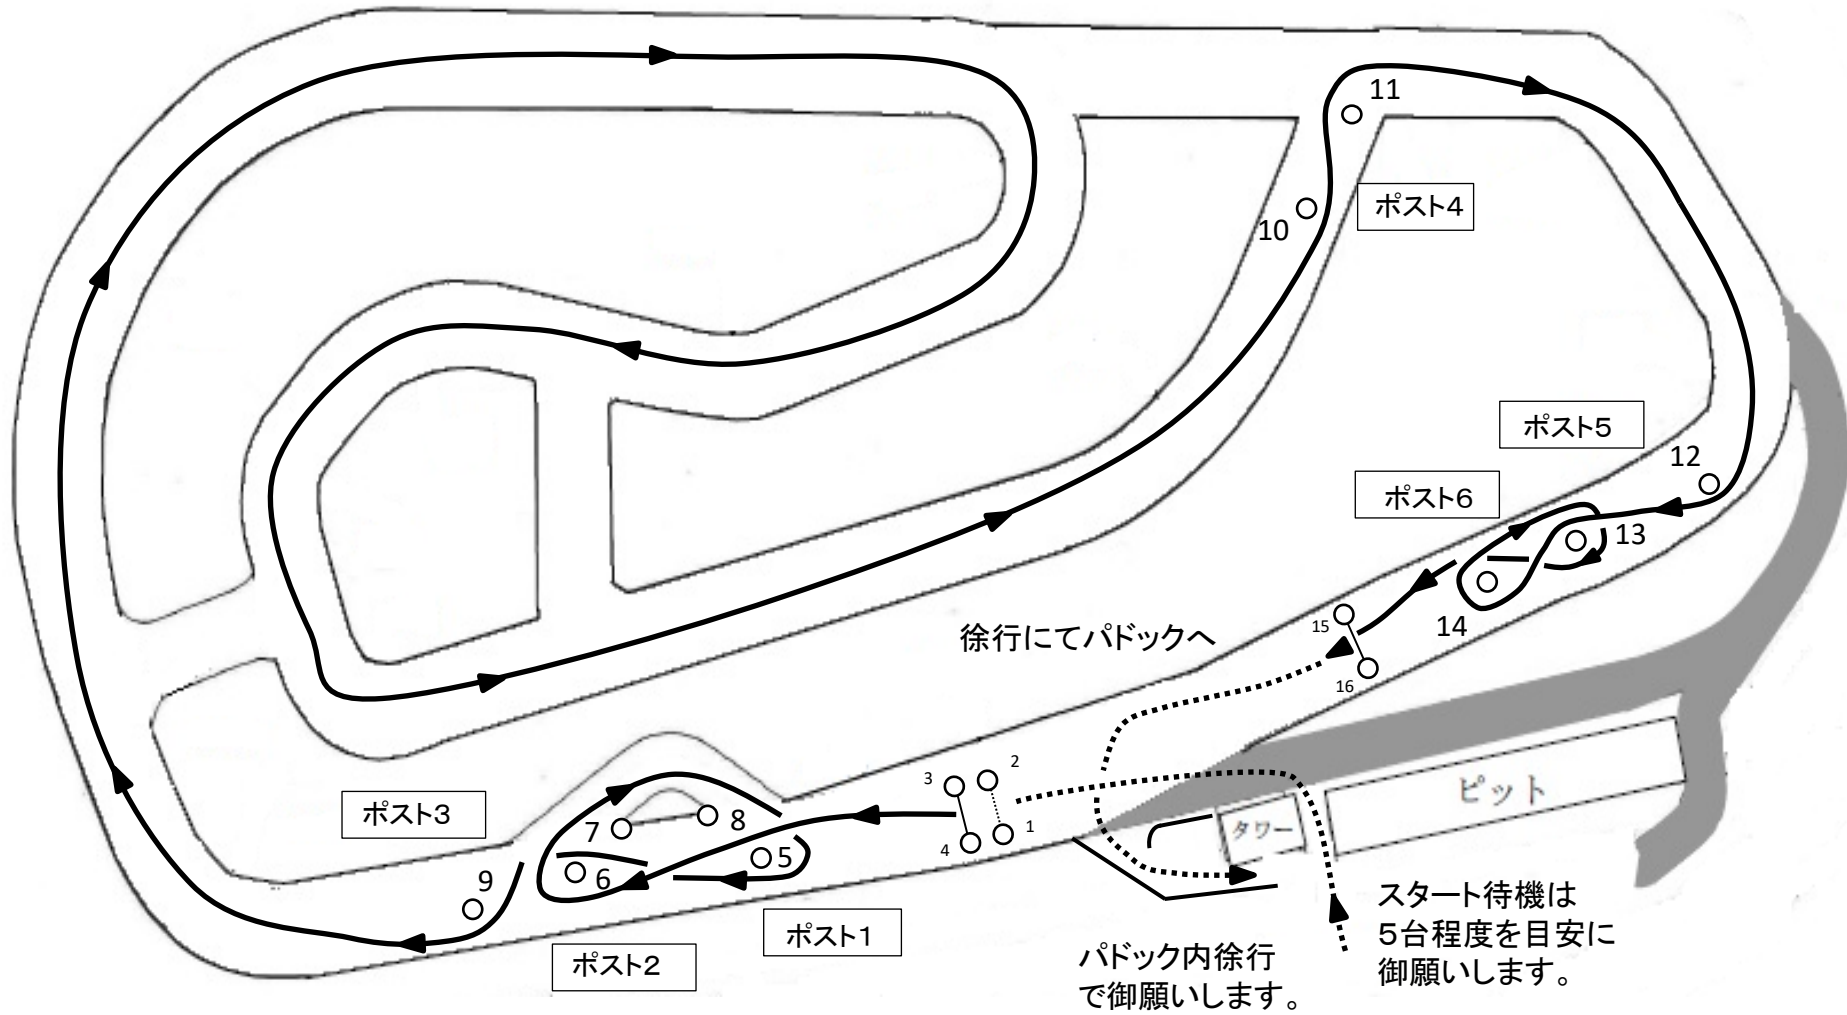 11
10
ポスト4
ポスト5
12
ポスト6
13
14
15
16
徐行にてパドックへ
2
3
1
4
ポスト3
7
8
5
6
9
ポスト1
ポスト2
ピット
タワー
スタート待機は
5台程度を目安に
御願いします。
パドック内徐行
で御願いします。